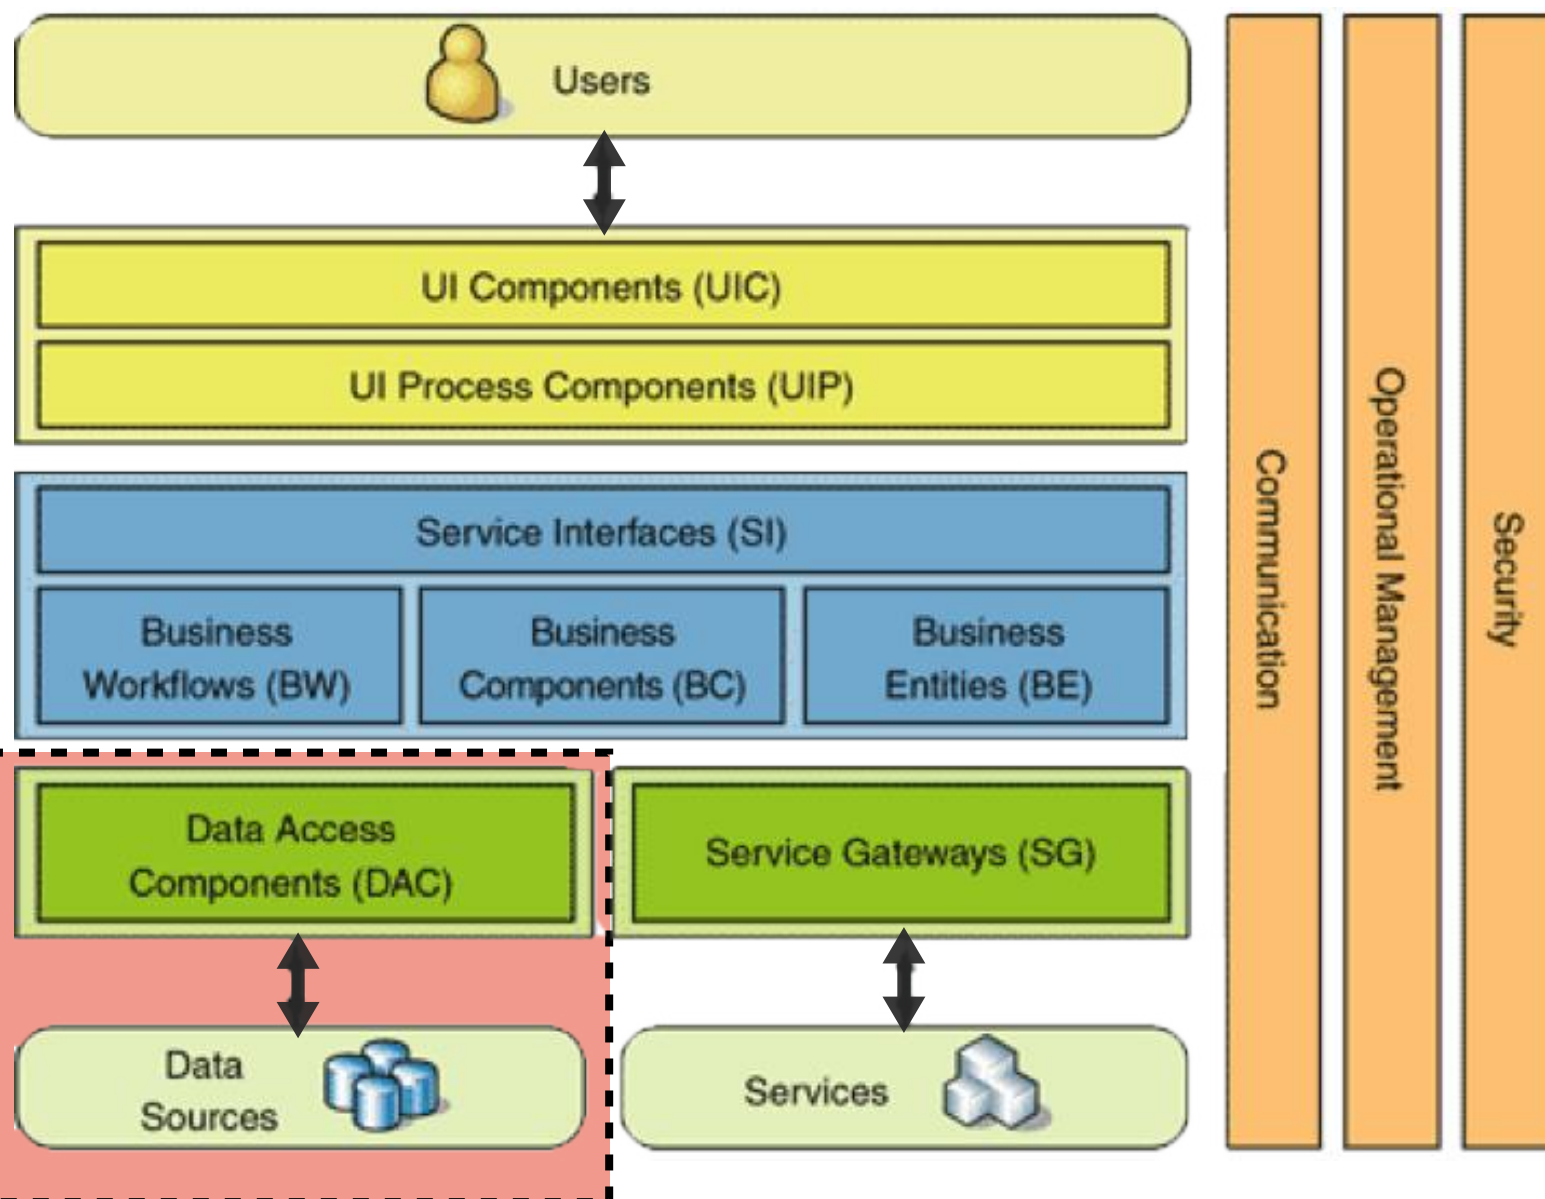 Users
UI Components (UIC)
UI Process Components (UIP)
Service Interfaces (SI)
Business
Workflows (BW)
Business
Components (BC)
Business
Entities (BE)
Data Access
Components (DAC)
Service Gateways (SG)
Data
Sources
Services
Communication
Operational Management
Security